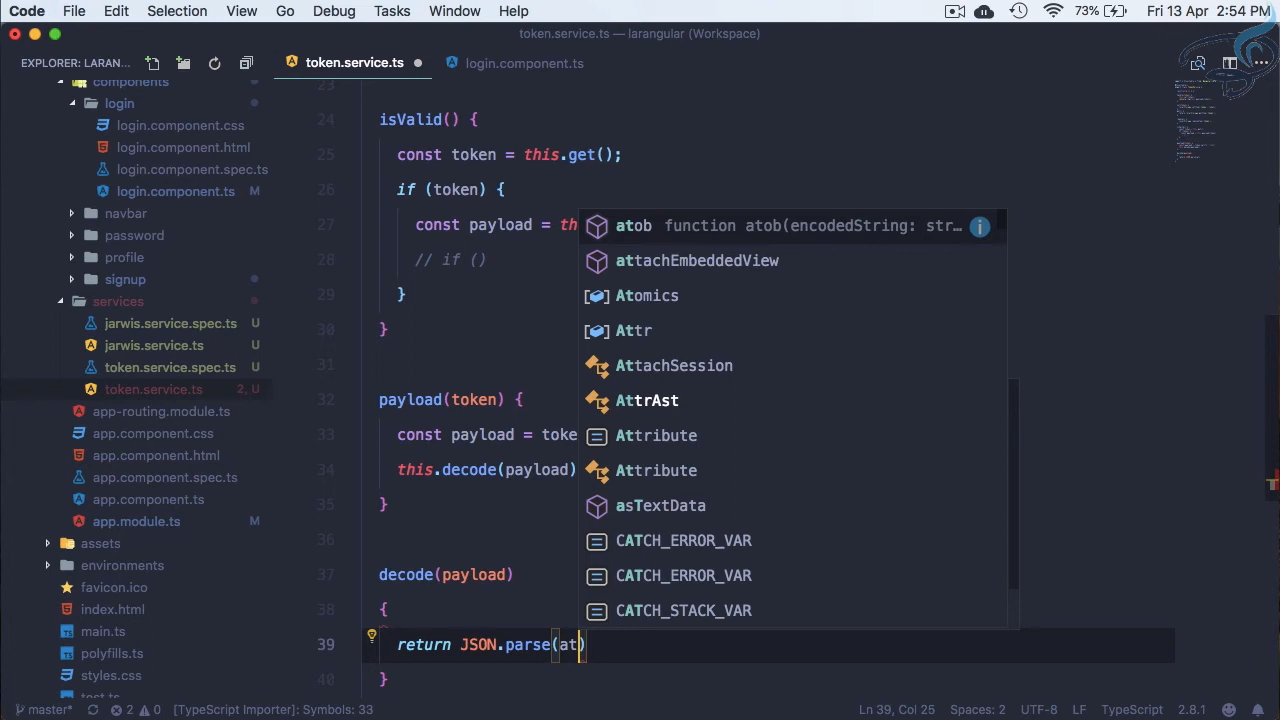 Code File Edit Selection View Go Debug Tasks Window Help 73% Fri 13 Apr 2:54 PM
token.service.ts — larangular (Workspace)
EXPLORER: LARAN... token.service.ts login.component.ts
components
login
login.component.css
login.component.html
login.component.spec.ts
login.component.ts M
navbar
password
profile
signup
services
jarwis.service.spec.ts U
jarwis.service.ts U
token.service.spec.ts U
token.service.ts 2, U
app-routing.module.ts
app.component.css
app.component.html
app.component.spec.ts
app.component.ts
app.module.ts M
assets
environments
favicon.ico
index.html
main.ts
polyfills.ts
styles.css
test.ts
23
24 isValid() {
25 const token = this.get();
26 if (token) {
27 const payload = th
28 // if ()
29 }
30 }
31
32 payload(token) {
33 const payload = toke
34 this.decode(payload)
35 }
36
37 decode(payload)
38 {
39 return JSON.parse(at)
40 }
atob function atob(encodedString: str...
attachEmbeddedView
Atomics
Attr
AttachSession
AttrAst
Attribute
Attribute
asTextData
CATCH_ERROR_VAR
CATCH_ERROR_VAR
CATCH_STACK_VAR
master* 2 0 [TypeScript Importer]: Symbols: 33 Ln 39, Col 25 Spaces: 2 UTF-8 LF TypeScript 2.8.1